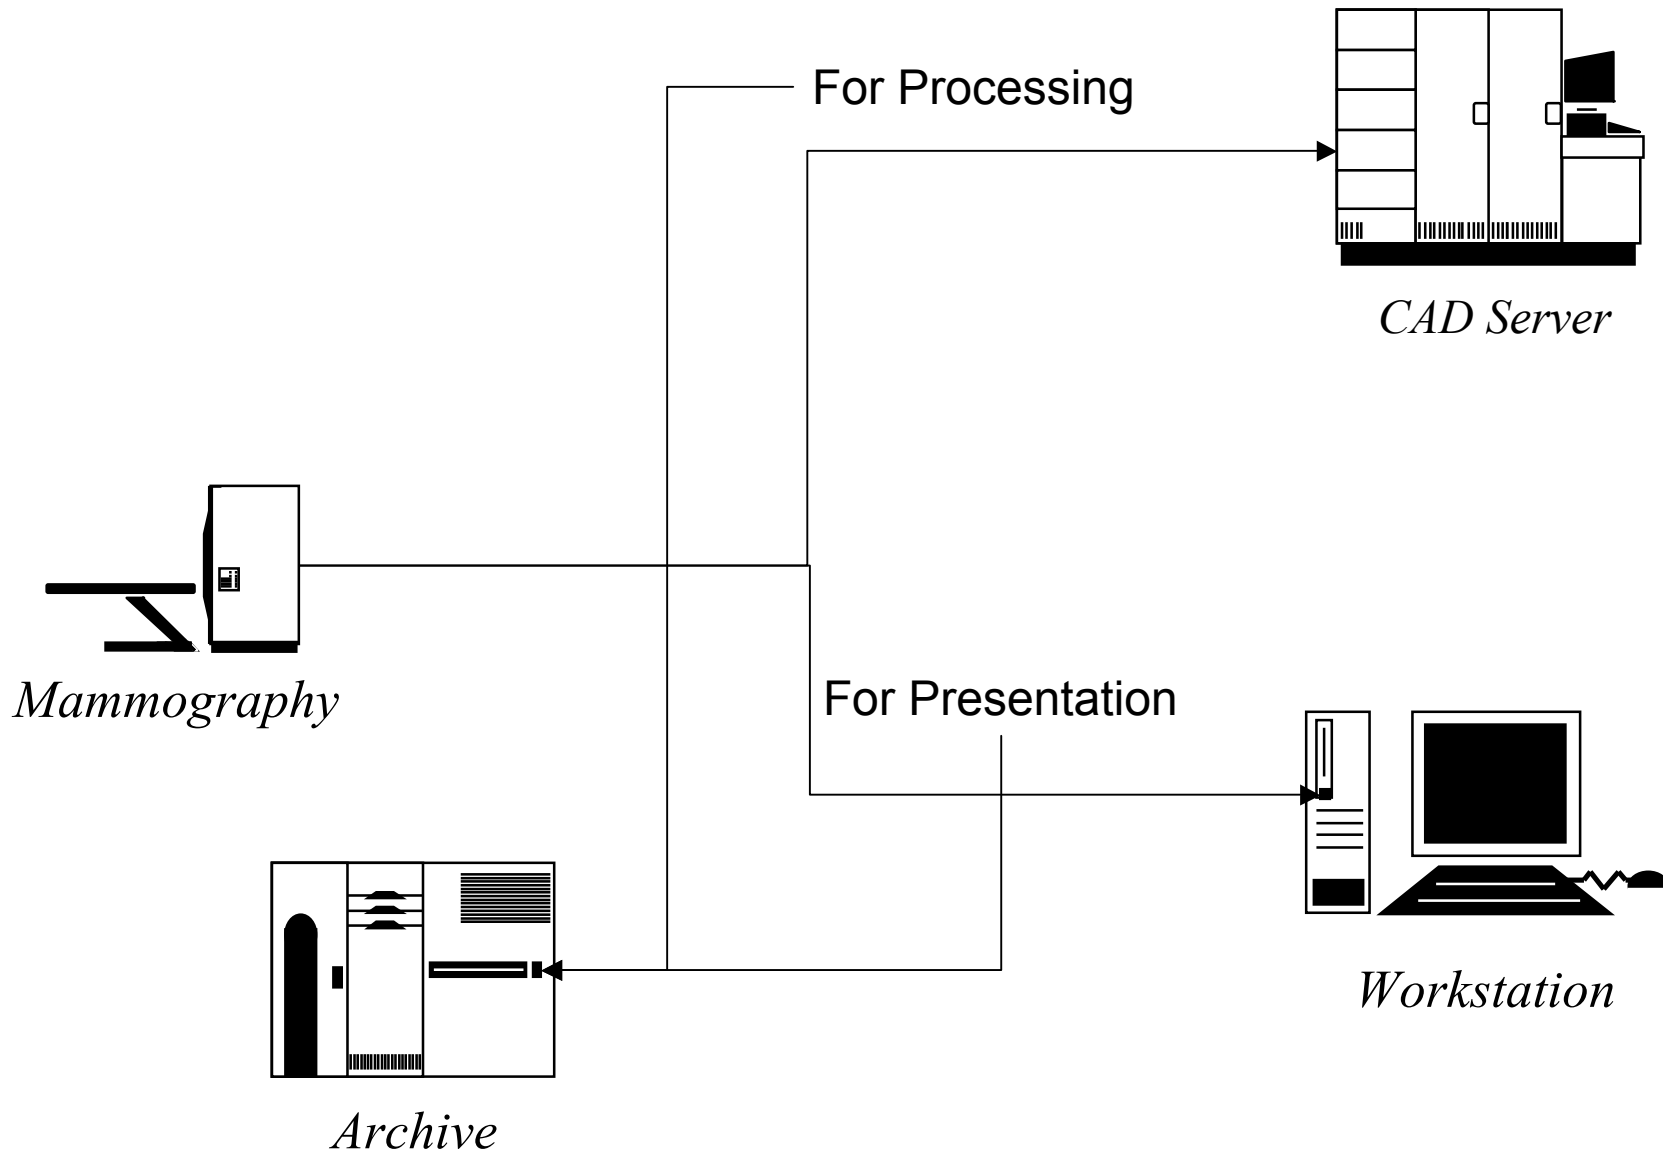 For Processing
CAD Server
Mammography
For Presentation
Workstation
Archive